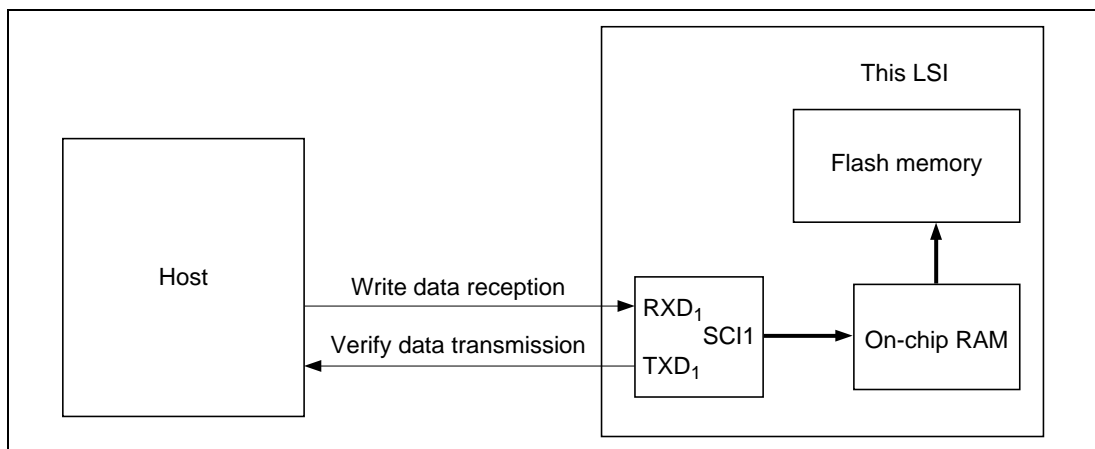 This LSI
Flash memory
Host
Write data reception
RXD₁
SCI1
On-chip RAM
Verify data transmission
TXD₁